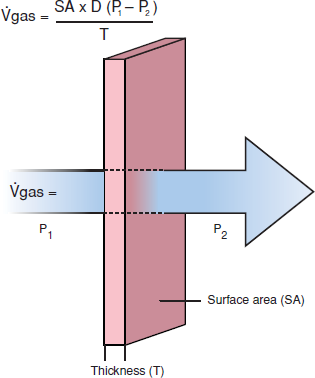 V̇gas = SA x D (P₁ – P₂)
T
V̇gas =
P₁
P₂
Surface area (SA)
Thickness (T)